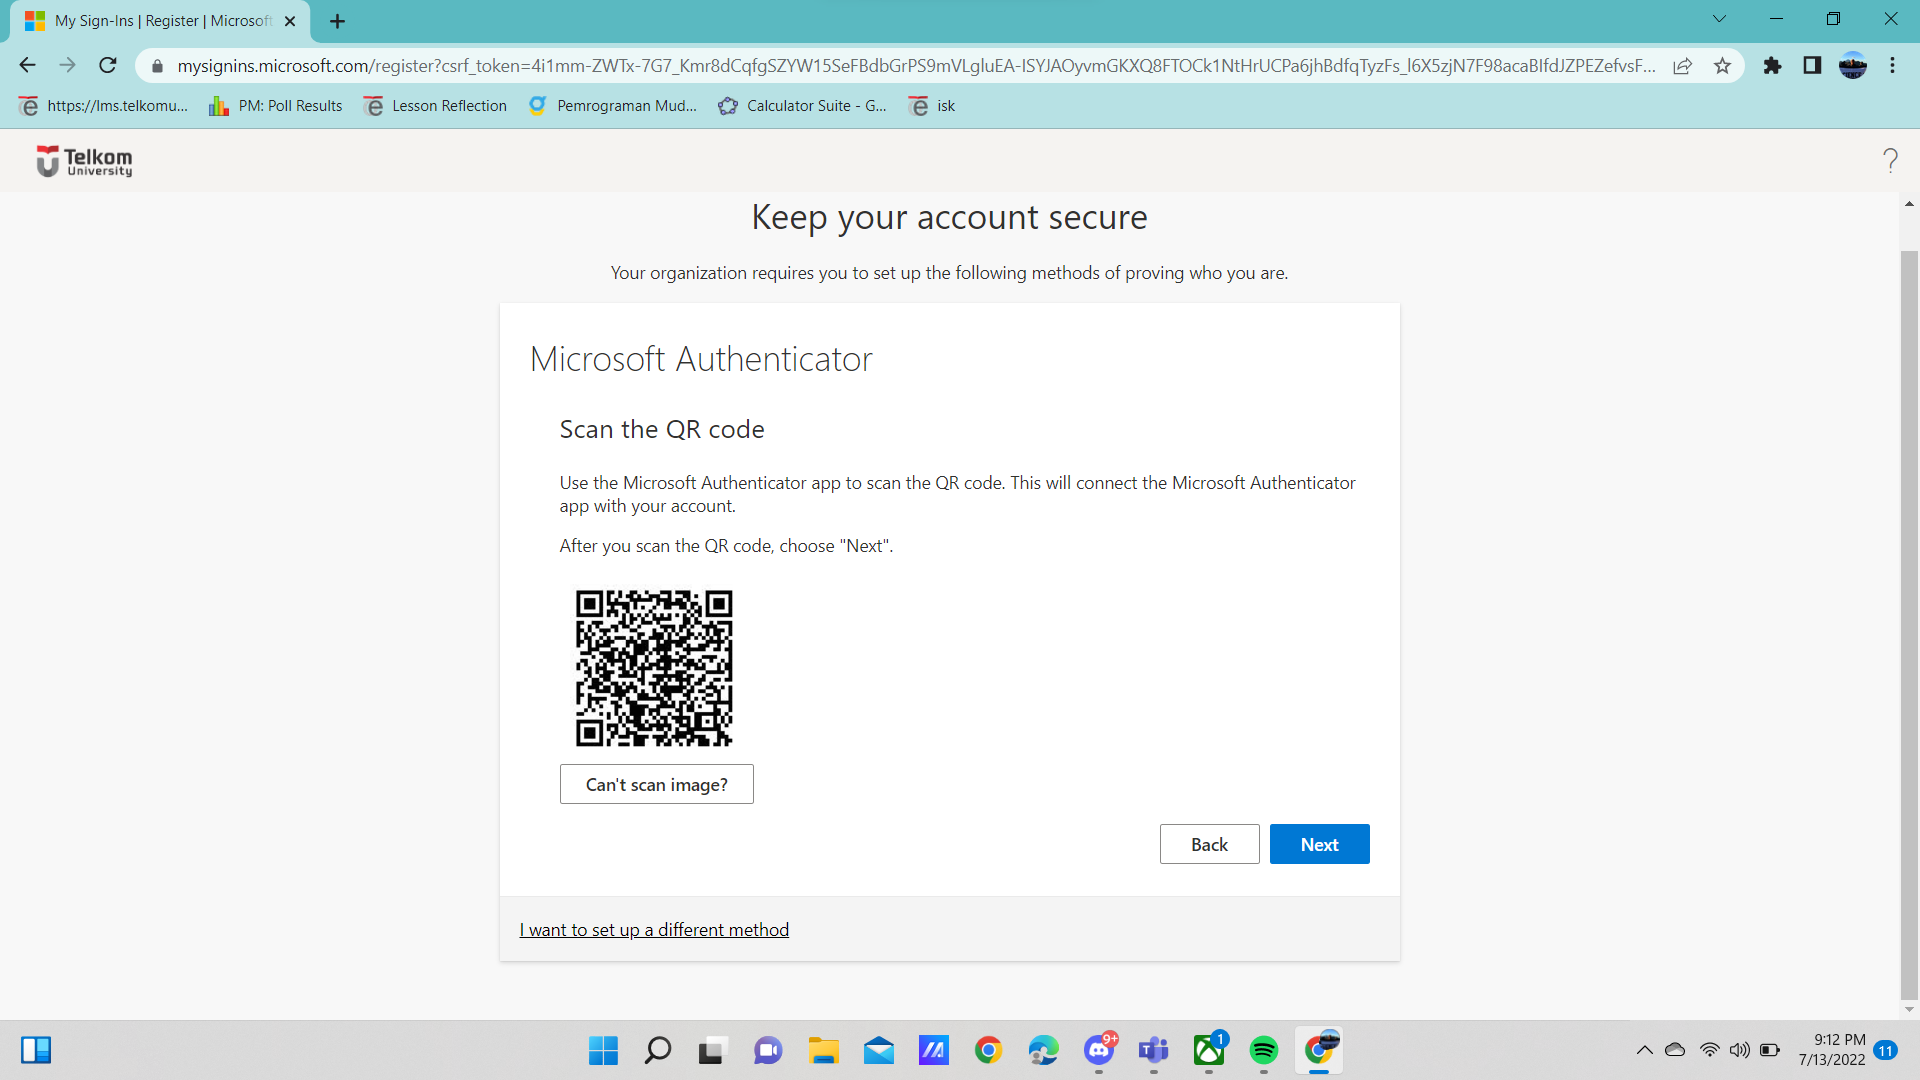 My Sign-Ins | Register | Microsoft
mysignins.microsoft.com/register?csrf_token=4i1mm-ZWTx-7G7_Kmr8dCqfgSZYW15SeFBdbGrPS9mVLgluEA-ISYJAOyvmGKXQ8FTOCk1NtHrUCPa6jhBdfqTyzFs_l6X5zjN7F98acaBIfdJZPEZefvsF...
https://lms.telkomu... PM: Poll Results Lesson Reflection Pemrograman Mud... Calculator Suite - G... isk
Telkom
University
?
Keep your account secure
Your organization requires you to set up the following methods of proving who you are.
Microsoft Authenticator
Scan the QR code
Use the Microsoft Authenticator app to scan the QR code. This will connect the Microsoft Authenticator
app with your account.
After you scan the QR code, choose "Next".
Can't scan image?
Back Next
I want to set up a different method
9+
1
9:12 PM
7/13/2022
11